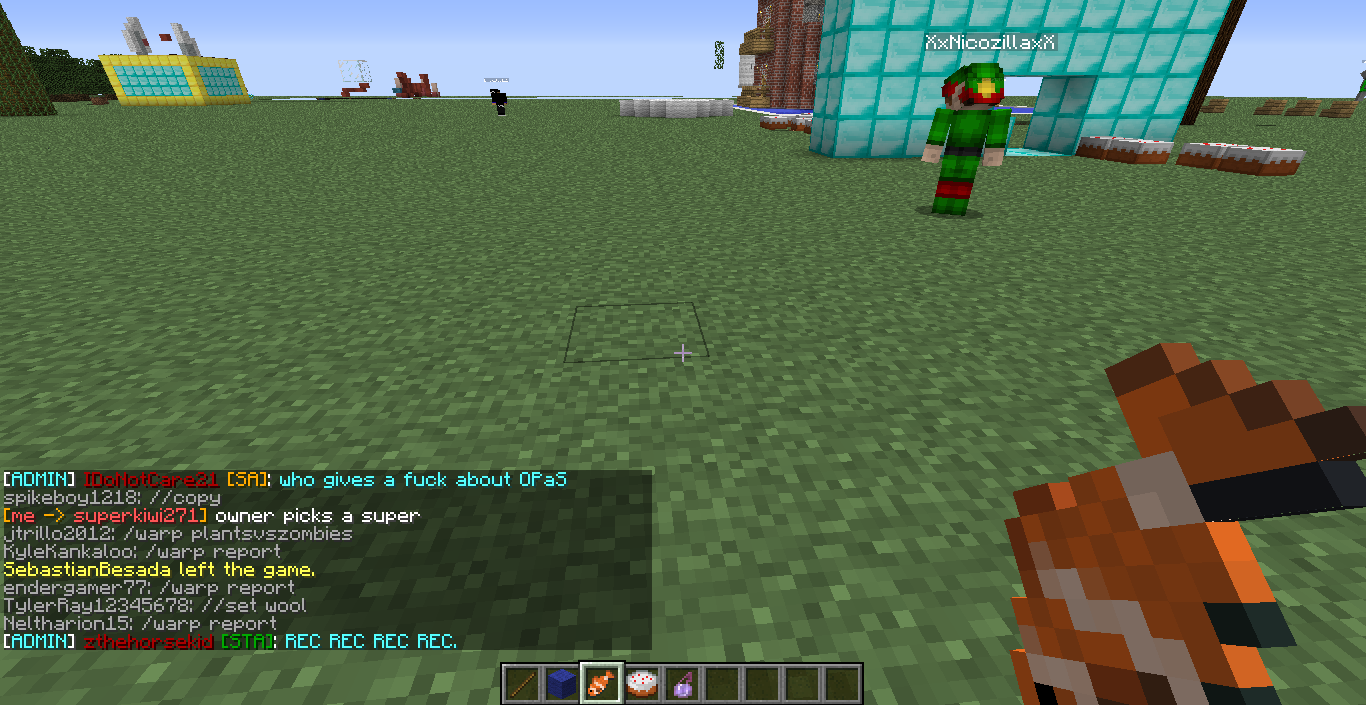 XxNicozillaxX
[ADMIN] IDoNotCare21 [SA]: who gives a fuck about OPaS
spikeboy1218: //copy
[me -> superkiwi271] owner picks a super
jtrillo2012: /warp plantsvszombies
KyleKankaloo: /warp report
SebastianBesada left the game.
endergamer77: /warp report
TylerRay12345678: //set wool
Neltharion15: /warp report
[ADMIN] zthehorsekid [STA]: REC REC REC REC.